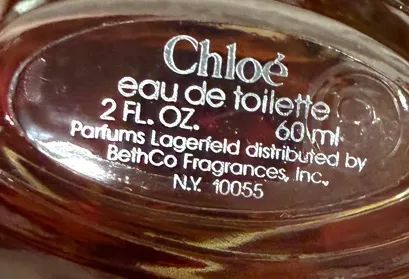 Chloé
eau de toilette
2 FL. OZ. 60 ml
Parfums Lagerfeld distributed by
BethCo Fragrances, Inc.,
N.Y. 10055